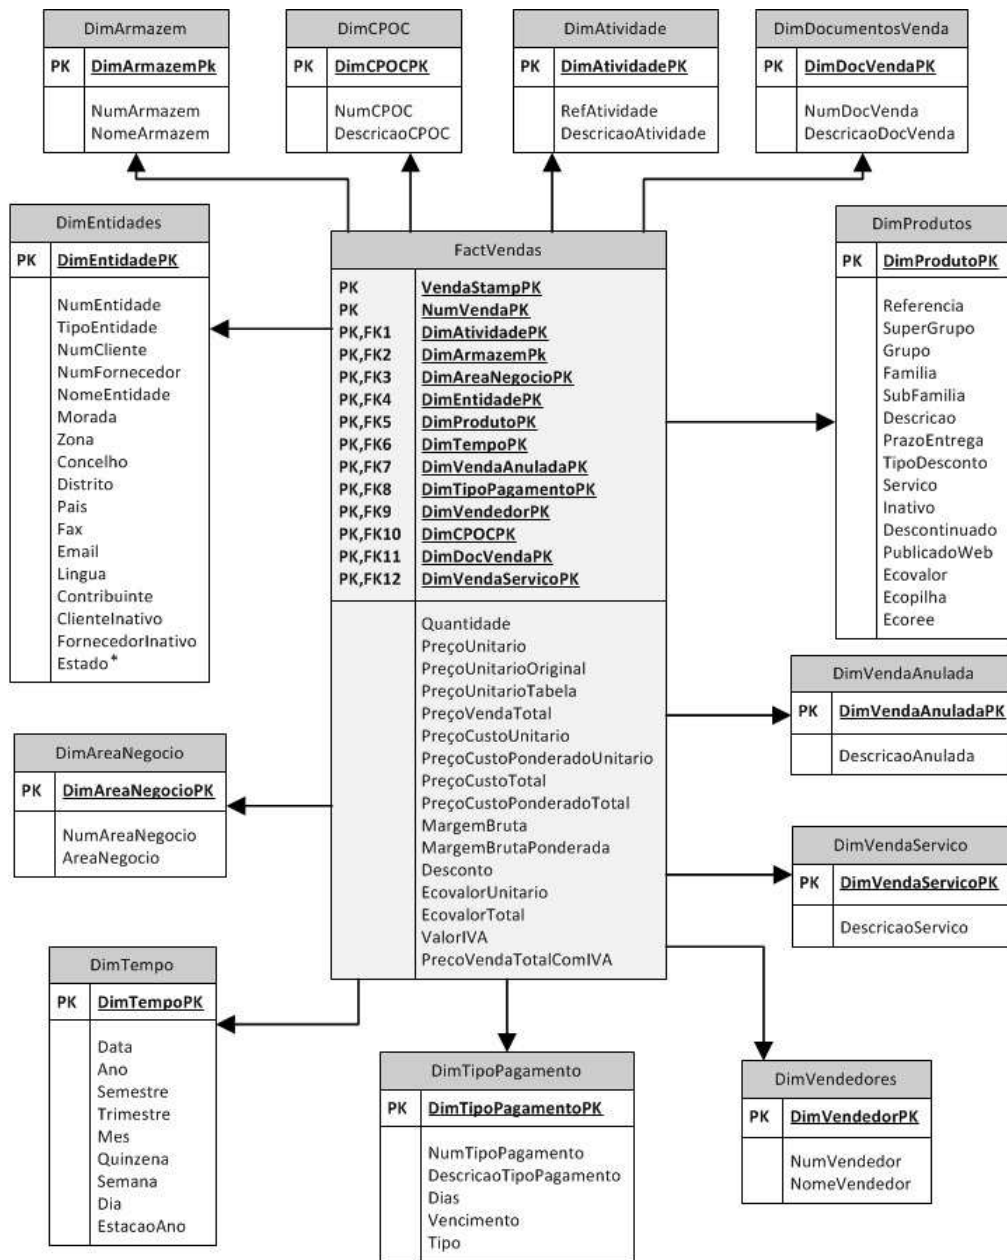 DimArmazem
PK DimArmazemPk
NumArmazem
NomeArmazem
DimCPOC
PK DimCPOCPK
NumCPOC
DescricaoCPOC
DimAtividade
PK DimAtividadePK
RefAtividade
DescricaoAtividade
DimDocumentosVenda
PK DimDocVendaPK
NumDocVenda
DescricaoDocVenda
DimEntidades
PK DimEntidadePK
NumEntidade
TipoEntidade
NumCliente
NumFornecedor
NomeEntidade
Morada
Zona
Concelho
Distrito
Pais
Fax
Email
Lingua
Contribuinte
ClienteInativo
FornecedorInativo
Estado*
FactVendas
PK VendaStampPK
PK NumVendaPK
PK,FK1 DimAtividadePK
PK,FK2 DimArmazemPk
PK,FK3 DimAreaNegocioPK
PK,FK4 DimEntidadePK
PK,FK5 DimProdutoPK
PK,FK6 DimTempoPK
PK,FK7 DimVendaAnuladaPK
PK,FK8 DimTipoPagamentoPK
PK,FK9 DimVendedorPK
PK,FK10 DimCPOCPK
PK,FK11 DimDocVendaPK
PK,FK12 DimVendaServicoPK
Quantidade
PreçoUnitario
PreçoUnitarioOriginal
PreçoUnitarioTabela
PreçoVendaTotal
PreçoCustoUnitario
PreçoCustoPonderadoUnitario
PreçoCustoTotal
PreçoCustoPonderadoTotal
MargemBruta
MargemBrutaPonderada
Desconto
EcovalorUnitario
EcovalorTotal
ValorIVA
PrecoVendaTotalComIVA
DimProdutos
PK DimProdutoPK
Referencia
SuperGrupo
Grupo
Familia
SubFamilia
Descricao
PrazoEntrega
TipoDesconto
Servico
Inativo
Descontinuado
PublicadoWeb
Ecovalor
Ecopilha
Ecoree
DimVendaAnulada
PK DimVendaAnuladaPK
DescricaoAnulada
DimAreaNegocio
PK DimAreaNegocioPK
NumAreaNegocio
AreaNegocio
DimVendaServico
PK DimVendaServicoPK
DescricaoServico
DimTempo
PK DimTempoPK
Data
Ano
Semestre
Trimestre
Mes
Quinzena
Semana
Dia
EstacaoAno
DimTipoPagamento
PK DimTipoPagamentoPK
NumTipoPagamento
DescricaoTipoPagamento
Dias
Vencimento
Tipo
DimVendedores
PK DimVendedorPK
NumVendedor
NomeVendedor